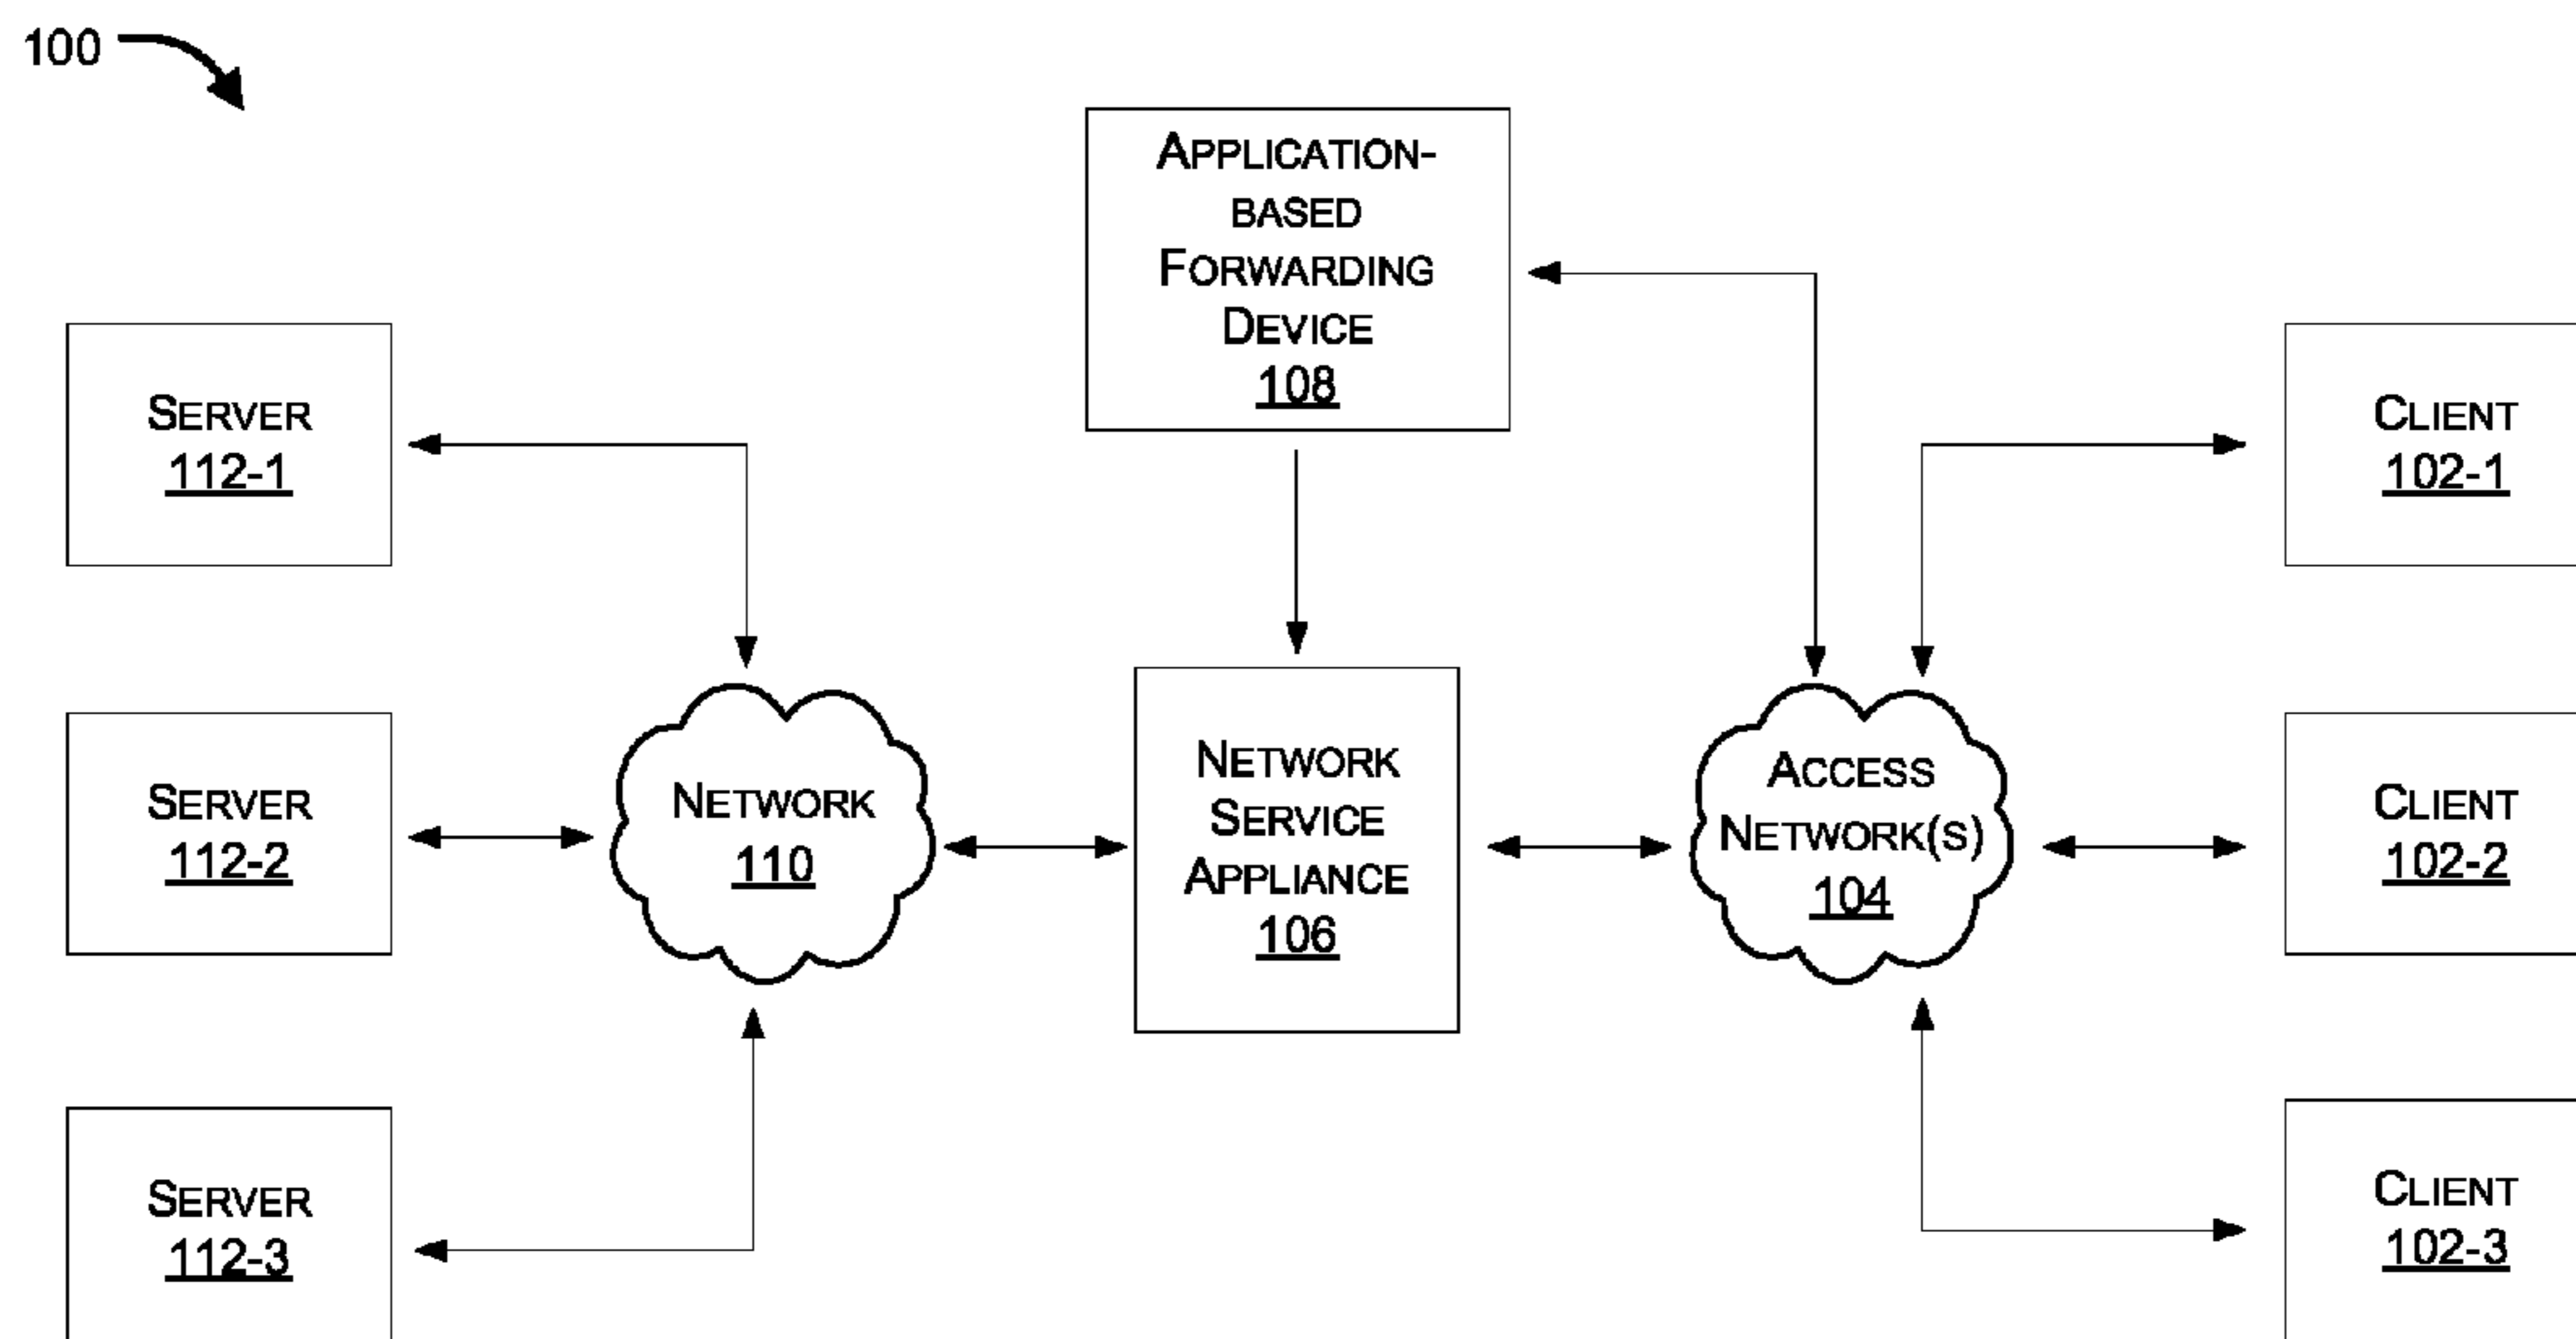 100
APPLICATION-
BASED
FORWARDING
DEVICE
108
SERVER
112-1
CLIENT
102-1
SERVER
112-2
NETWORK
110
NETWORK
SERVICE
APPLIANCE
106
ACCESS
NETWORK(S)
104
CLIENT
102-2
SERVER
112-3
CLIENT
102-3